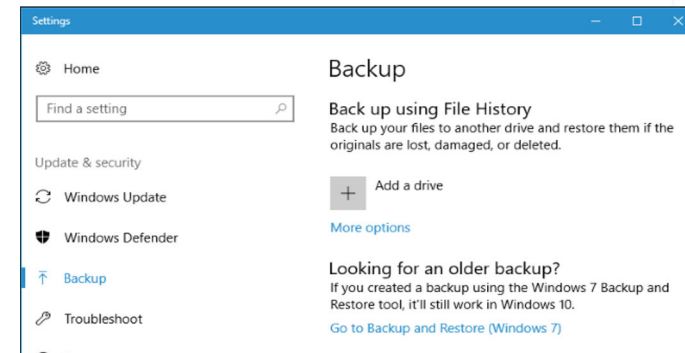 Settings
Home
Find a setting
Update & security
Windows Update
Windows Defender
Backup
Troubleshoot
Backup
Back up using File History
Back up your files to another drive and restore them if the
originals are lost, damaged, or deleted.
Add a drive
More options
Looking for an older backup?
If you created a backup using the Windows 7 Backup and
Restore tool, it'll still work in Windows 10.
Go to Backup and Restore (Windows 7)